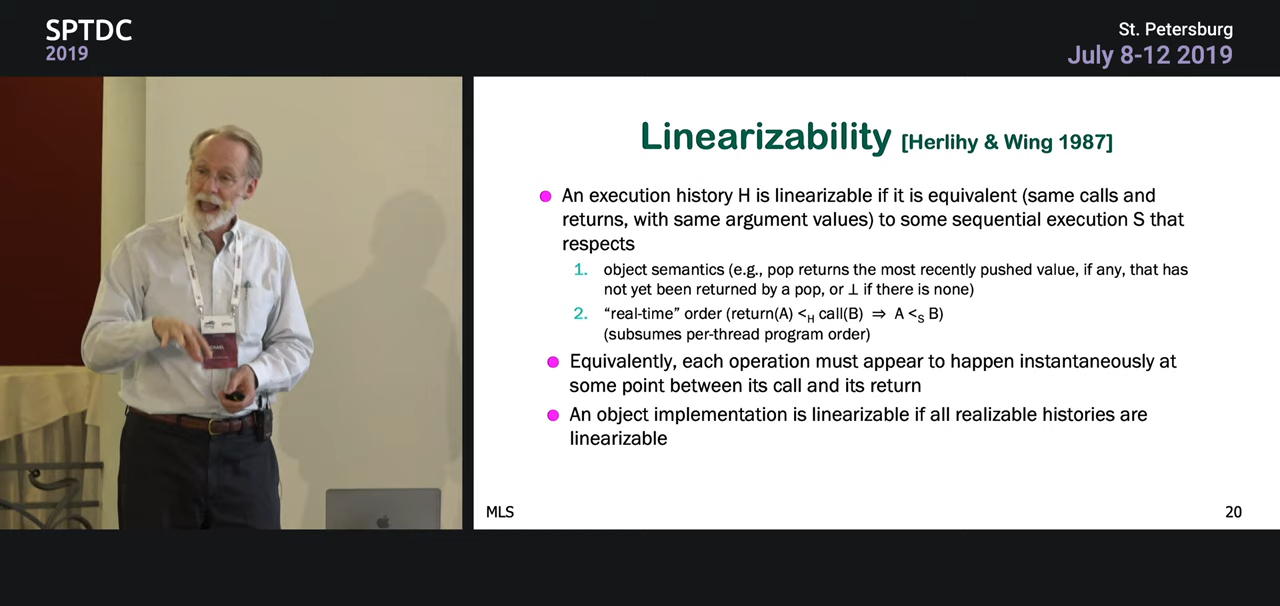 SPTDC
2019
St. Petersburg
July 8-12 2019
Linearizability [Herlihy & Wing 1987]
An execution history H is linearizable if it is equivalent (same calls and
returns, with same argument values) to some sequential execution S that
respects
1. object semantics (e.g., pop returns the most recently pushed value, if any, that has
not yet been returned by a pop, or ⊥ if there is none)
2. “real-time” order (return(A) <H call(B) ⇒ A <S B)
(subsumes per-thread program order)
Equivalently, each operation must appear to happen instantaneously at
some point between its call and its return
An object implementation is linearizable if all realizable histories are
linearizable
MLS
20
MICHAEL